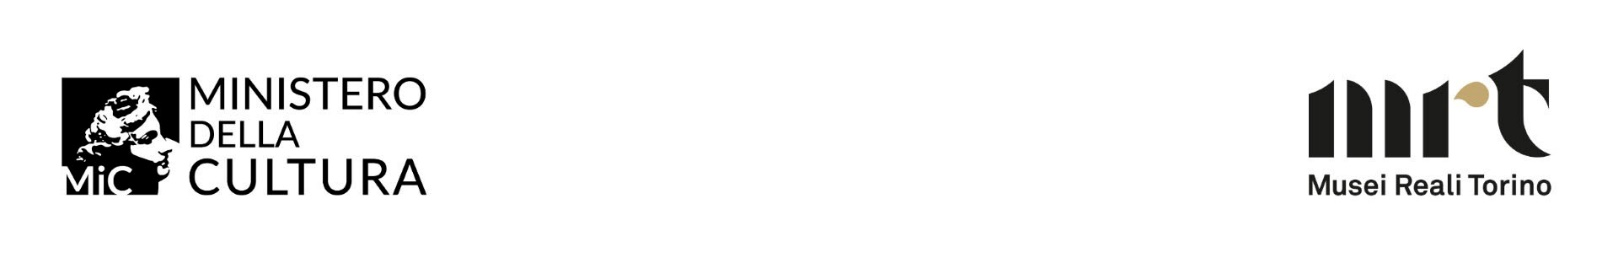 MiC
MINISTERO
DELLA
CULTURA
mrt
Musei Reali Torino